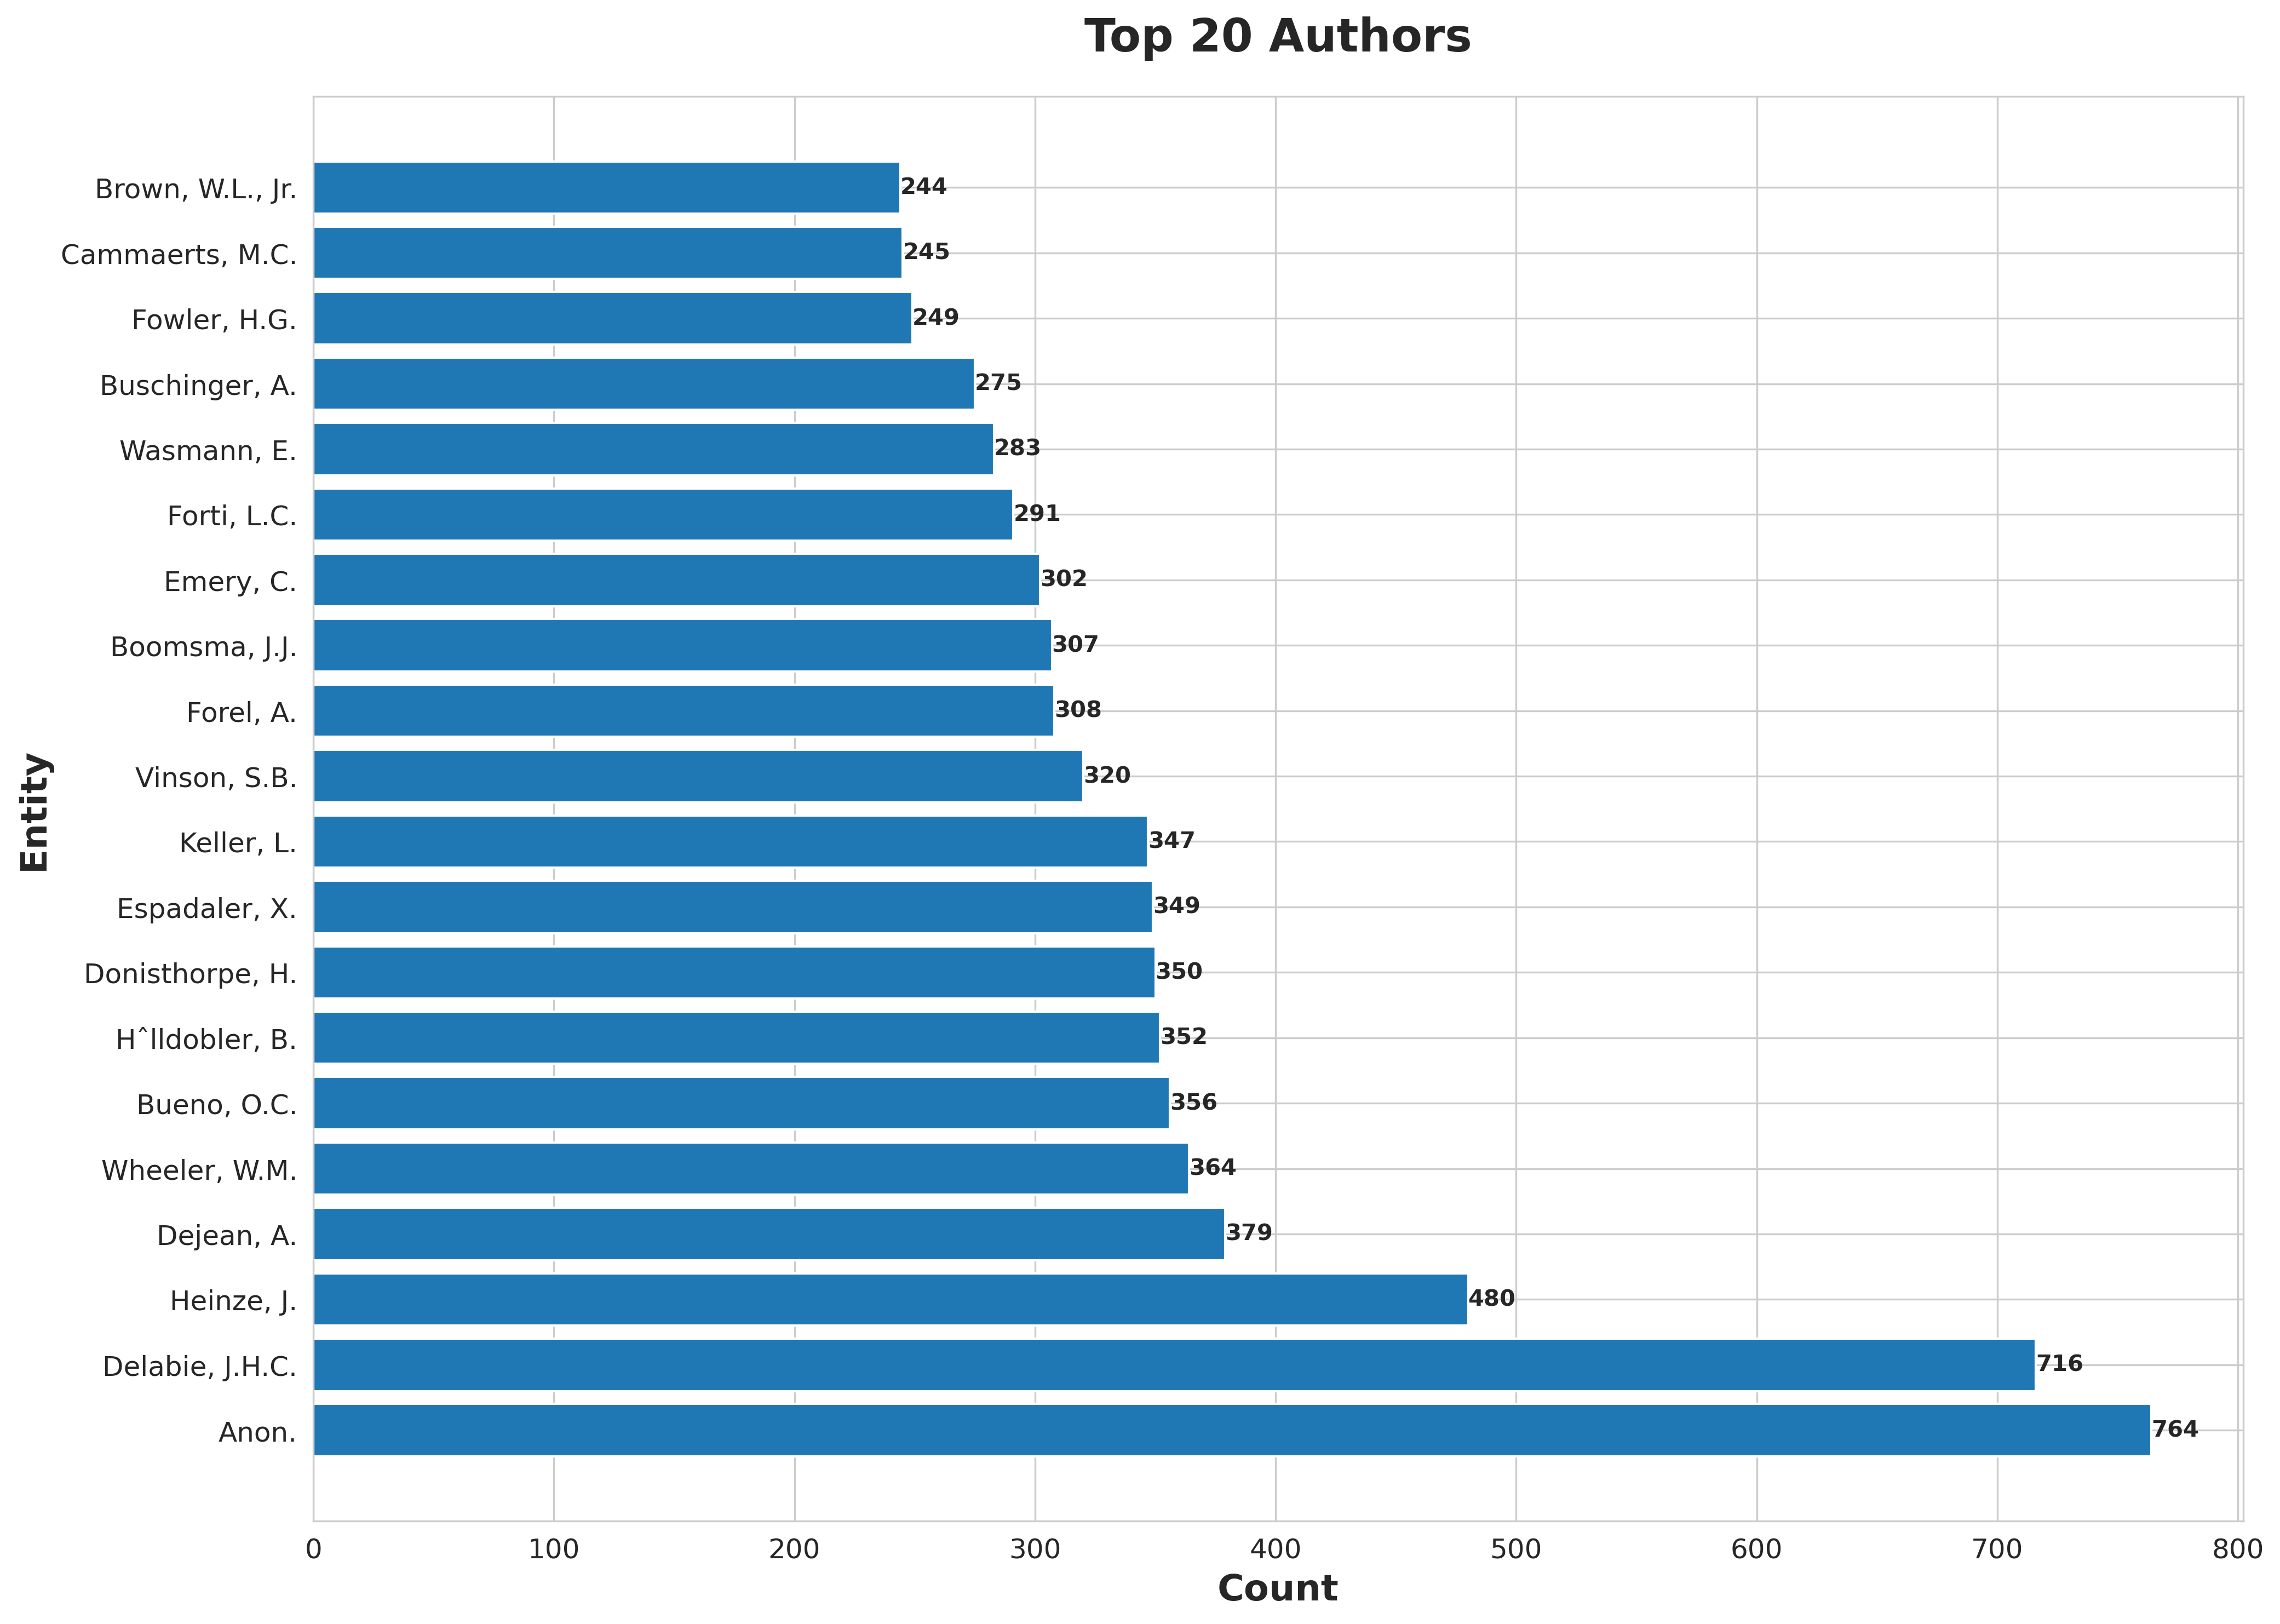 Top 20 Authors
Brown, W.L., Jr. 244
Cammaerts, M.C. 245
Fowler, H.G. 249
Buschinger, A. 275
Wasmann, E. 283
Forti, L.C. 291
Emery, C. 302
Boomsma, J.J. 307
Forel, A. 308
Vinson, S.B. 320
Keller, L. 347
Espadaler, X. 349
Donisthorpe, H. 350
Hˆlldobler, B. 352
Bueno, O.C. 356
Wheeler, W.M. 364
Dejean, A. 379
Heinze, J. 480
Delabie, J.H.C. 716
Anon. 764
Entity
0 100 200 300 400 500 600 700 800
Count